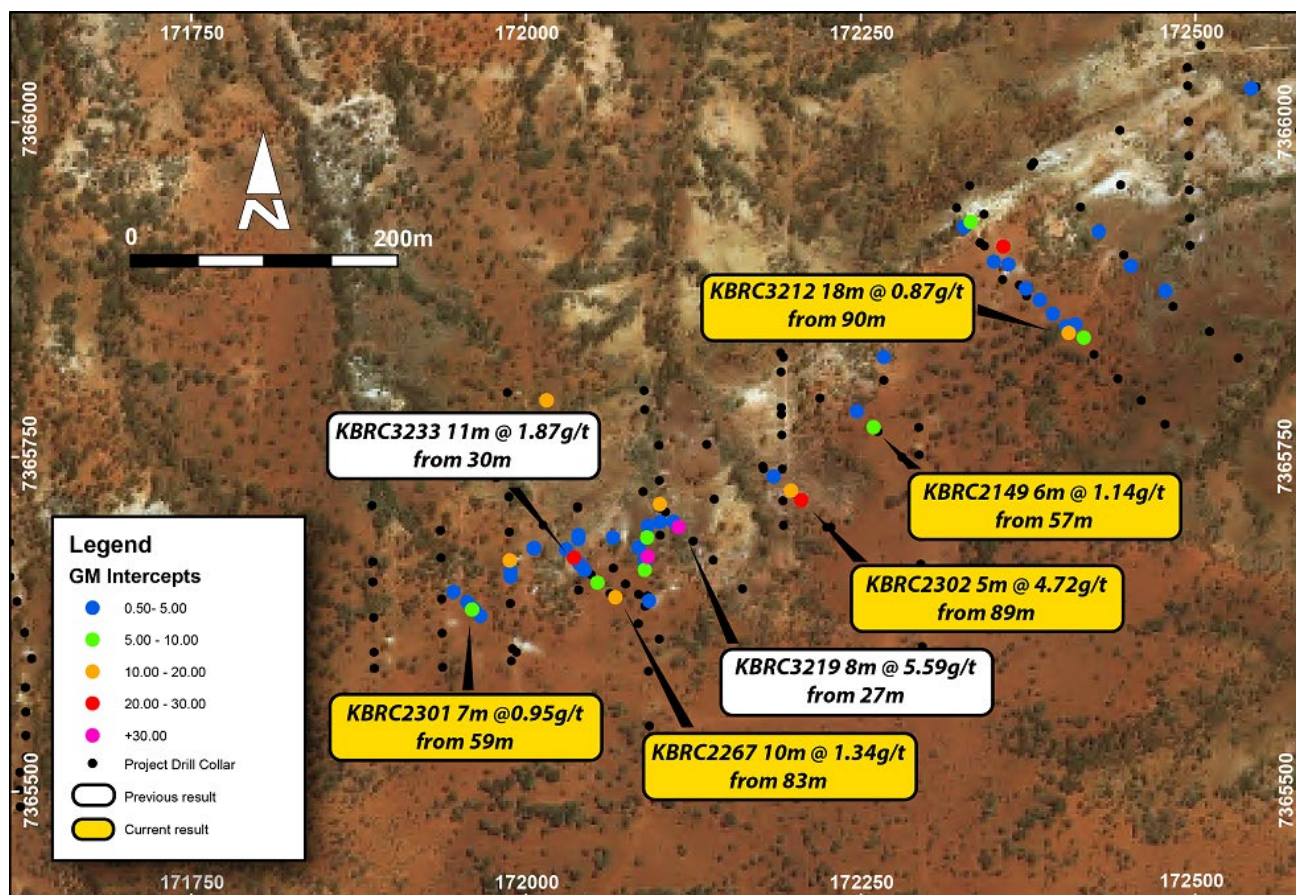 171750
172000
172250
172500
7366000
7366000
N
0
200m
KBRC3212 18m @ 0.87g/t
from 90m
7365750
7365750
KBRC3233 11m @ 1.87g/t
from 30m
KBRC2149 6m @ 1.14g/t
from 57m
KBRC2302 5m @ 4.72g/t
from 89m
KBRC3219 8m @ 5.59g/t
from 27m
KBRC2301 7m @0.95g/t
from 59m
KBRC2267 10m @ 1.34g/t
from 83m
Legend
GM Intercepts
0.50- 5.00
5.00 - 10.00
10.00 - 20.00
20.00 - 30.00
+30.00
Project Drill Collar
Previous result
Current result
7365500
7365500
171750
172000
172250
172500